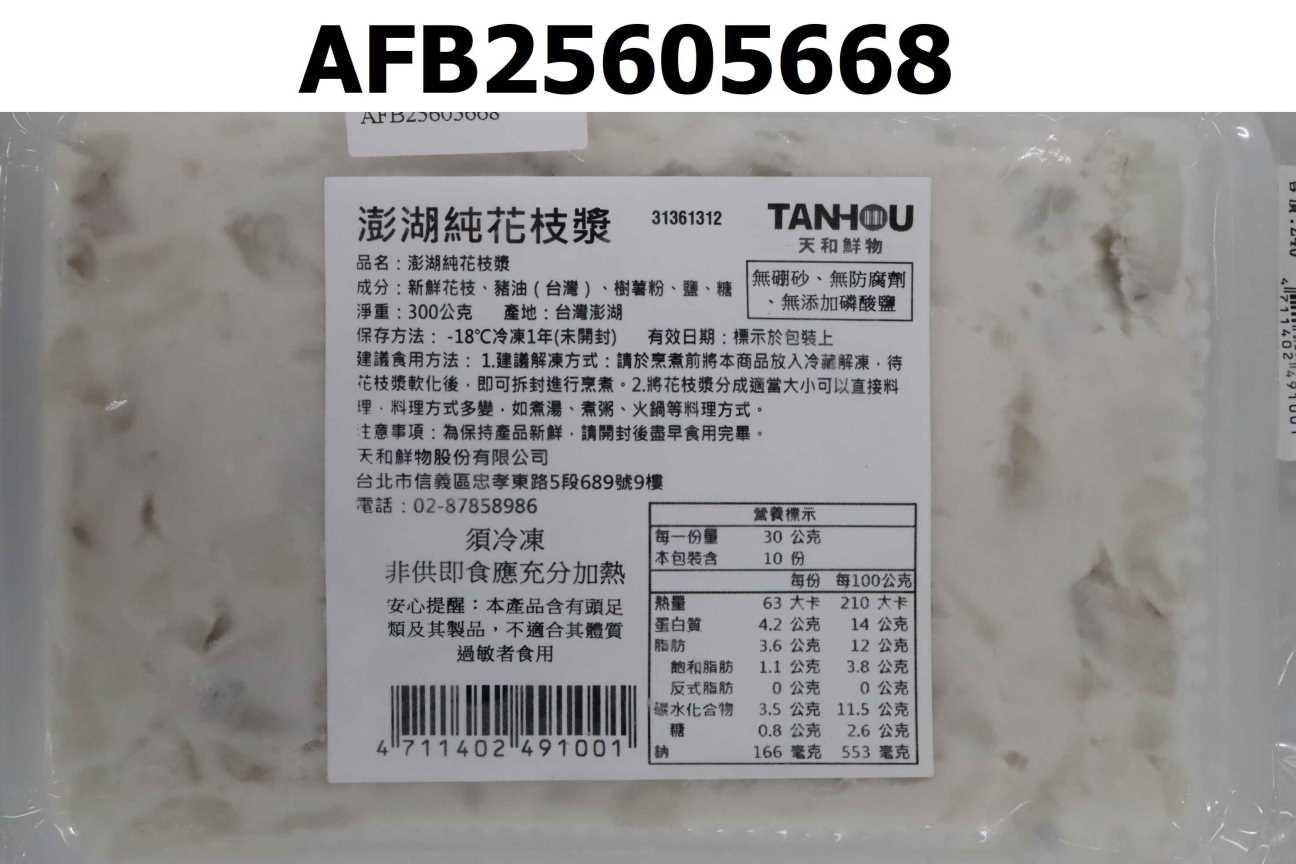 AFB25605668
AFB25605668
澎湖純花枝漿 31361312 TANHOU
天和鮮物
品名：澎湖純花枝漿
成分：新鮮花枝、豬油（台灣）、樹薯粉、鹽、糖
無硼砂、無防腐劑
、無添加磷酸鹽
淨重：300公克 產地：台灣澎湖
保存方法： -18℃冷凍1年(未開封) 有效日期：標示於包裝上
建議食用方法： 1.建議解凍方式：請於烹煮前將本商品放入冷藏解凍，待
花枝漿軟化後，即可拆封進行烹煮。2.將花枝漿分成適當大小可以直接料
理，料理方式多變，如煮湯、煮粥、火鍋等料理方式。
注意事項：為保持產品新鮮，請開封後盡早食用完畢。
天和鮮物股份有限公司
台北市信義區忠孝東路5段689號9樓
電話：02-87858986
須冷凍
非供即食應充分加熱
安心提醒：本產品含有頭足
類及其製品，不適合其體質
過敏者食用
4 711402 491001
營養標示
每一份量 30 公克
本包裝含 10 份
每份 每100公克
熱量 63 大卡 210 大卡
蛋白質 4.2 公克 14 公克
脂肪 3.6 公克 12 公克
飽和脂肪 1.1 公克 3.8 公克
反式脂肪 0 公克 0 公克
碳水化合物 3.5 公克 11.5 公克
糖 0.8 公克 2.6 公克
鈉 166 毫克 553 毫克
4711402491001